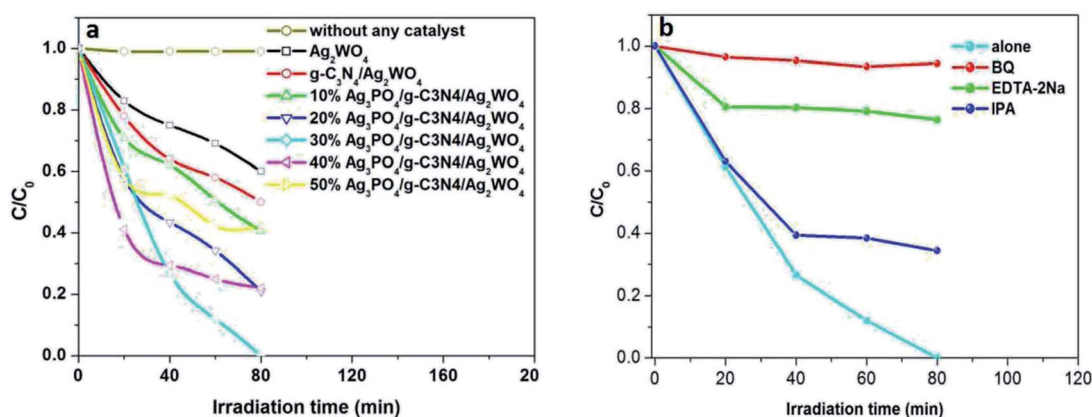 a
without any catalyst
Ag₂WO₄
g-C₃N₄/Ag₂WO₄
10% Ag₃PO₄/g-C3N4/Ag₂WO₄
20% Ag₃PO₄/g-C3N4/Ag₂WO₄
30% Ag₃PO₄/g-C3N4/Ag₂WO₄
40% Ag₃PO₄/g-C3N4/Ag₂WO₄
50% Ag₃PO₄/g-C3N4/Ag₂WO₄
C/C₀
1.0
0.8
0.6
0.4
0.2
0.0
0 40 80 120 160 20
Irradiation time (min)
b
alone
BQ
EDTA-2Na
IPA
C/C₀
1.0
0.8
0.6
0.4
0.2
0.0
0 20 40 60 80 100 120 140
Irradiation time (min)